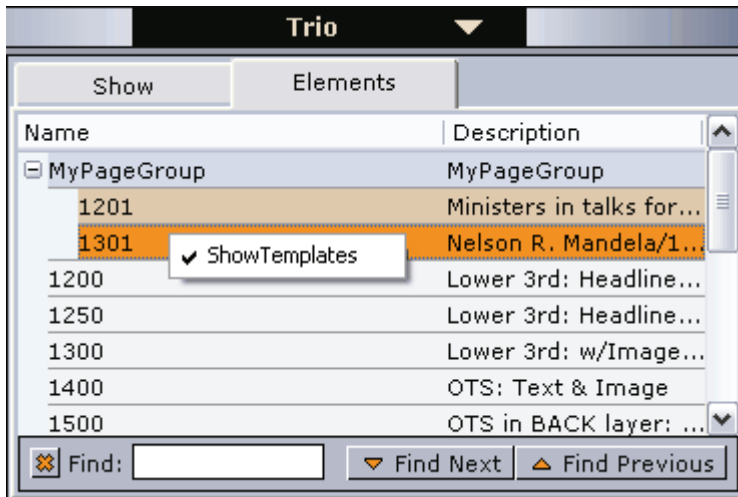 Trio
Show Elements
Name Description
MyPageGroup MyPageGroup
1201 Ministers in talks for...
1301 Nelson R. Mandela/1...
ShowTemplates
1200 Lower 3rd: Headline...
1250 Lower 3rd: Headline...
1300 Lower 3rd: w/Image...
1400 OTS: Text & Image
1500 OTS in BACK layer: ...
Find: Find Next Find Previous